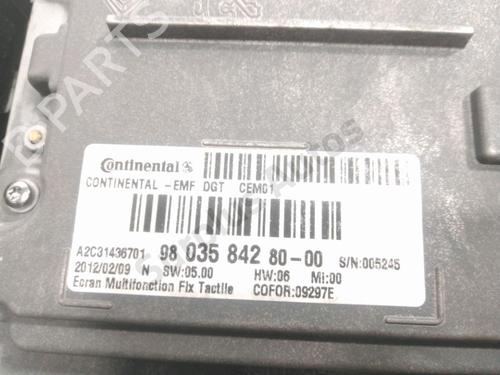 Continental
CONTINENTAL -EMF DGT CEM01
A2C31436701 98 035 842 80-00 S/N:005245
2012/02/09 N SW:05.00 HW:06 Mi:00
Ecran Multifonction Fix Tactile COFOR:09297E